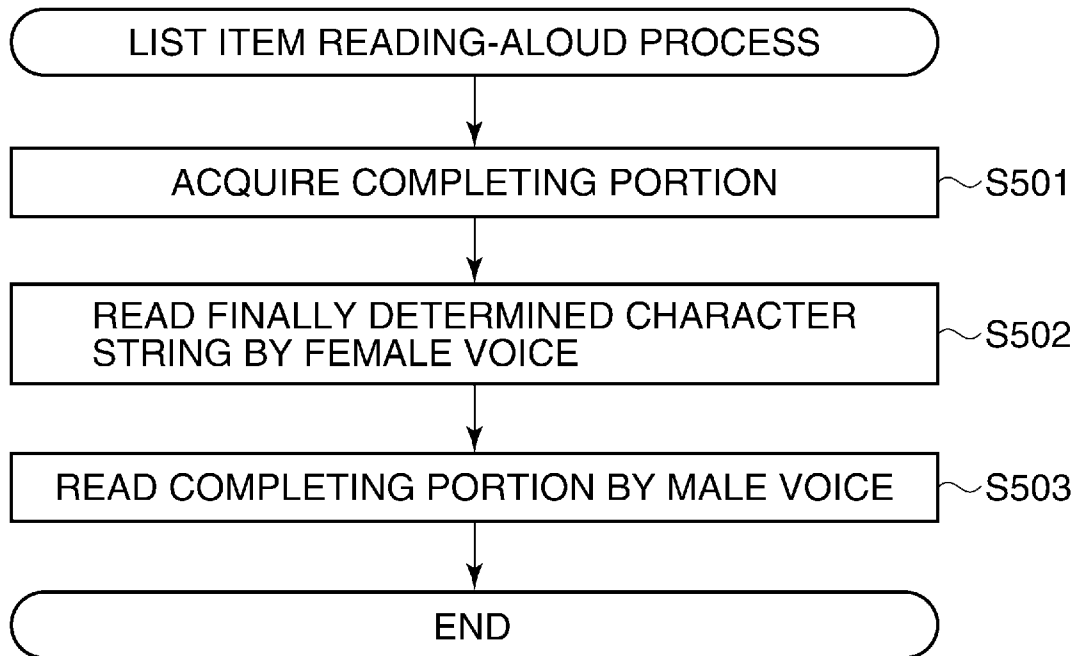 LIST ITEM READING-ALOUD PROCESS
ACQUIRE COMPLETING PORTION
S501
READ FINALLY DETERMINED CHARACTER
STRING BY FEMALE VOICE
S502
READ COMPLETING PORTION BY MALE VOICE
S503
END